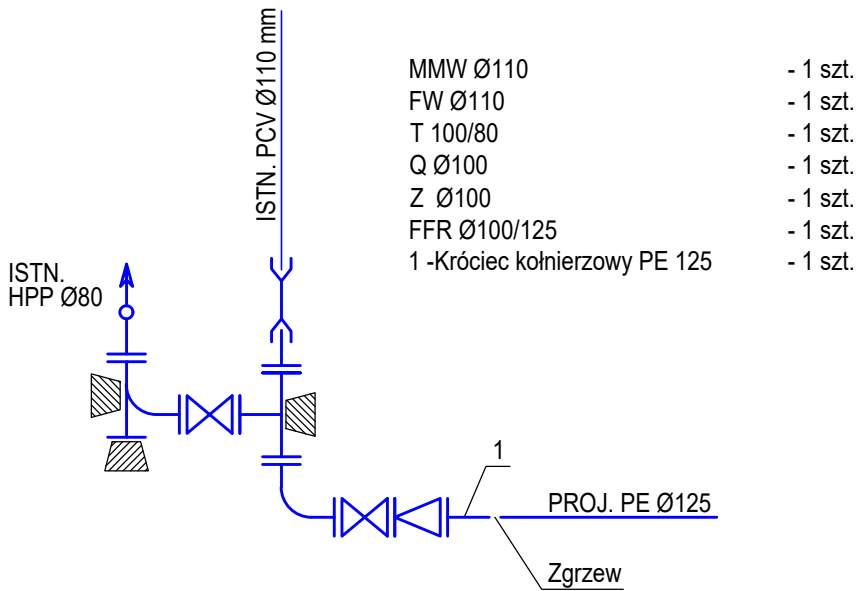 ISTN. PCV Ø110 mm
MMW Ø110 - 1 szt.
FW Ø110 - 1 szt.
T 100/80 - 1 szt.
Q Ø100 - 1 szt.
Z Ø100 - 1 szt.
FFR Ø100/125 - 1 szt.
1 -Króciec kołnierzowy PE 125 - 1 szt.
ISTN.
HPP Ø80
1
PROJ. PE Ø125
Zgrzew